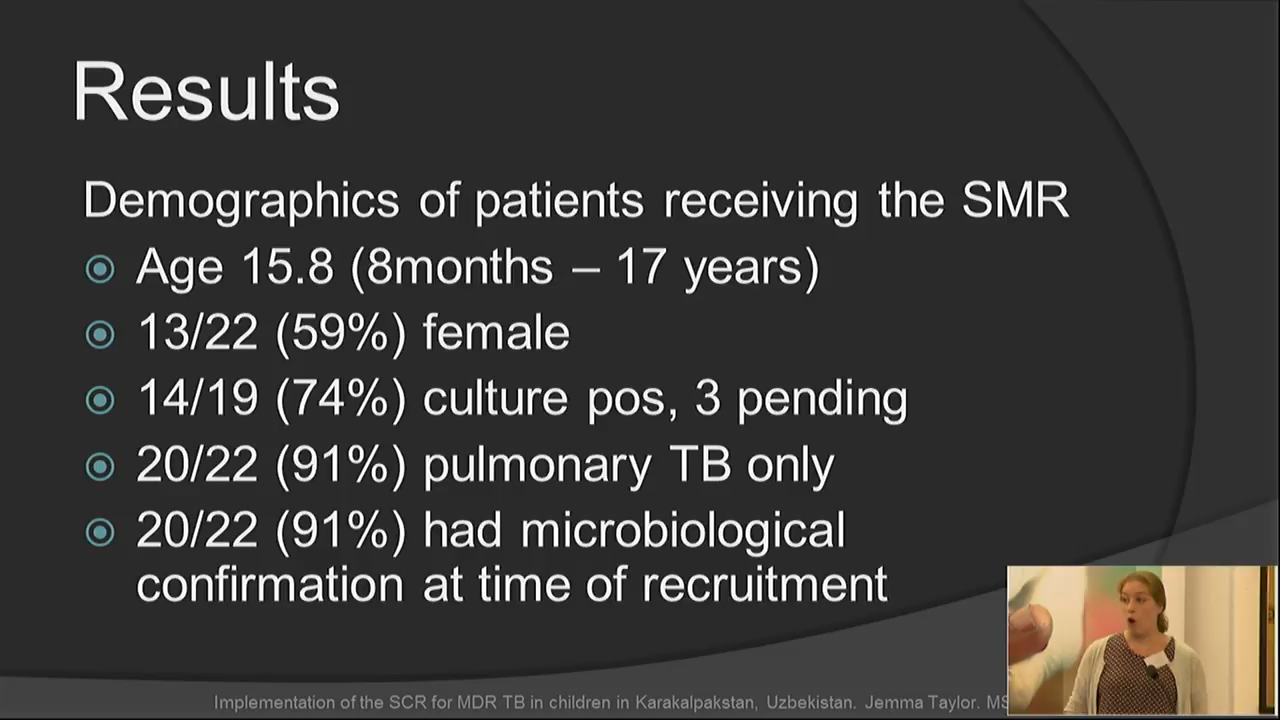 Results
Demographics of patients receiving the SMR
Age 15.8 (8months – 17 years)
13/22 (59%) female
14/19 (74%) culture pos, 3 pending
20/22 (91%) pulmonary TB only
20/22 (91%) had microbiological
confirmation at time of recruitment
Implementation of the SCR for MDR TB in children in Karakalpakstan, Uzbekistan. Jemma Taylor. MS